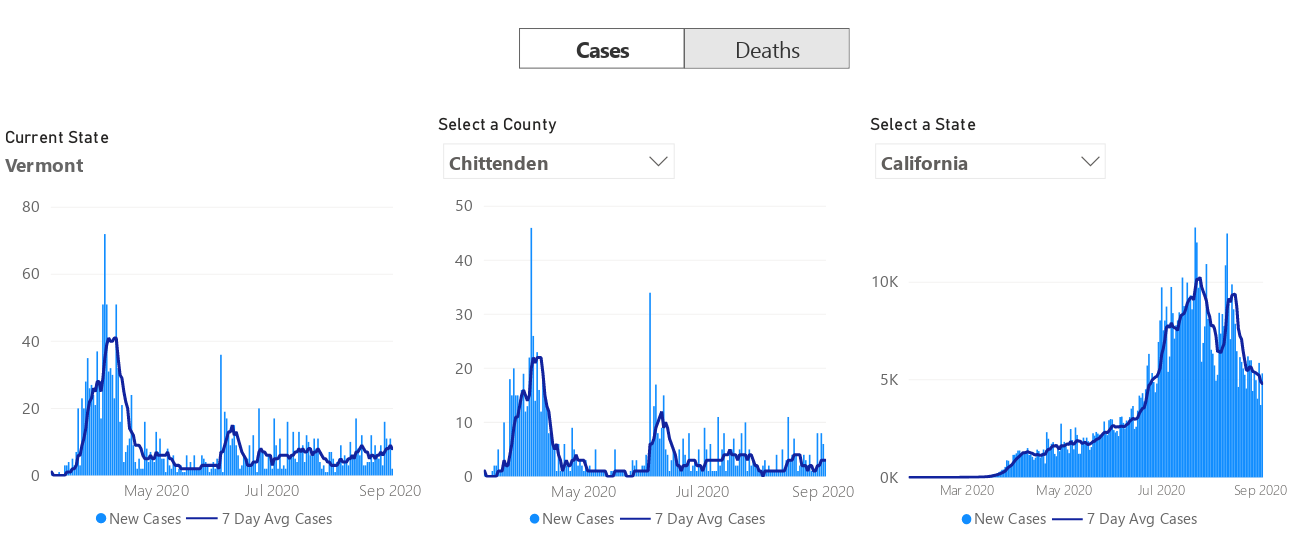 Cases Deaths
Current State
Vermont
Select a County
Chittenden
Select a State
California
80
60
40
20
0
May 2020 Jul 2020 Sep 2020
New Cases 7 Day Avg Cases
50
40
30
20
10
0
May 2020 Jul 2020 Sep 2020
New Cases 7 Day Avg Cases
10K
5K
0K
Mar 2020 May 2020 Jul 2020 Sep 2020
New Cases 7 Day Avg Cases